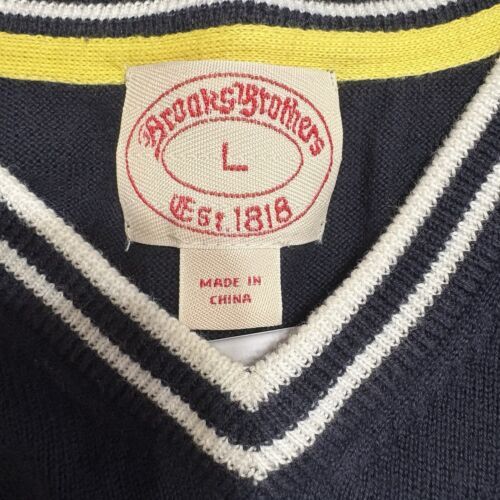 Brooks Brothers
L
Est. 1818
MADE IN
CHINA